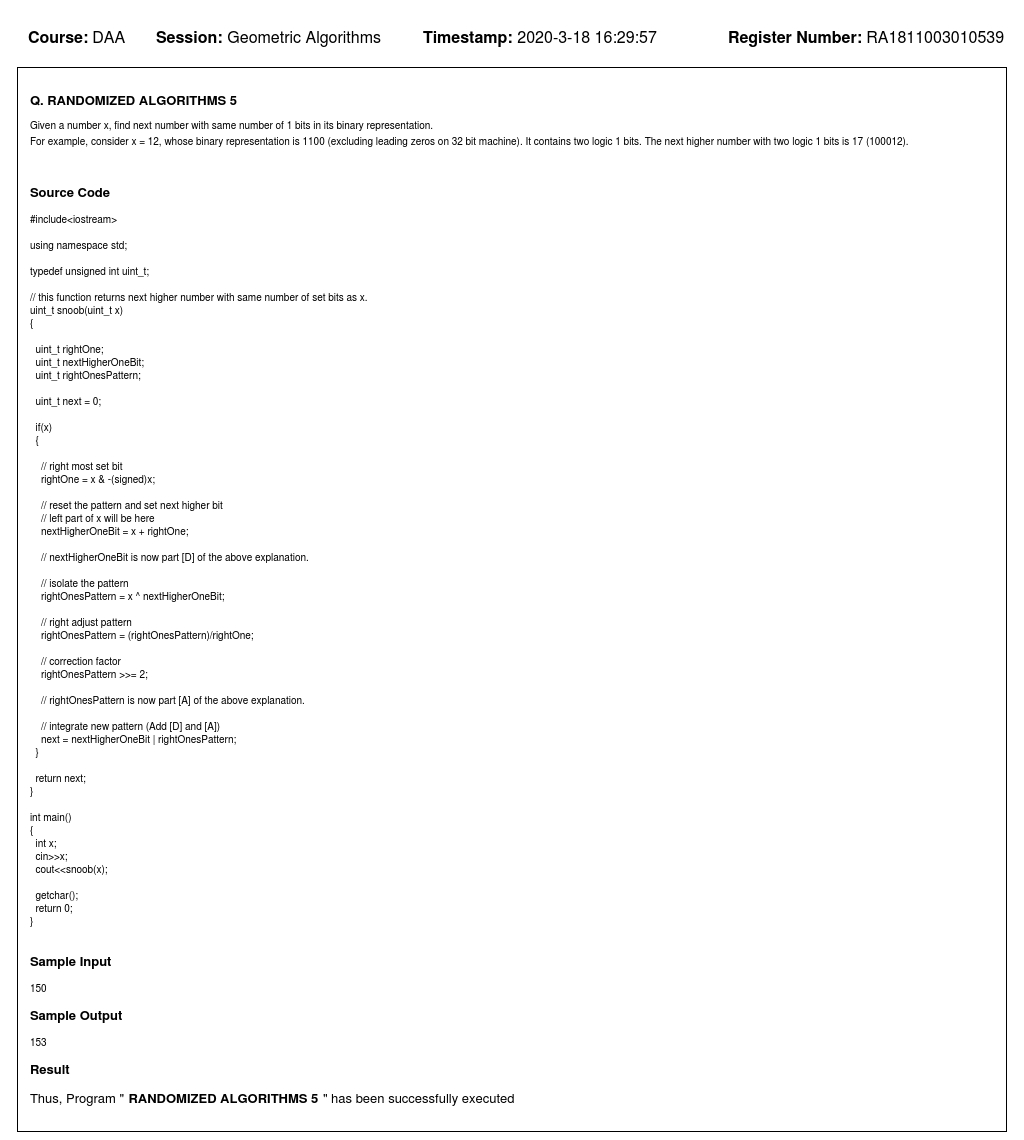 Course: DAA Session: Geometric Algorithms Timestamp: 2020-3-18 16:29:57 Register Number: RA1811003010539
Q. RANDOMIZED ALGORITHMS 5
Given a number x, find next number with same number of 1 bits in its binary representation.
For example, consider x = 12, whose binary representation is 1100 (excluding leading zeros on 32 bit machine). It contains two logic 1 bits. The next higher number with two logic 1 bits is 17 (100012).
Source Code
#include<iostream>
using namespace std;
typedef unsigned int uint_t;
// this function returns next higher number with same number of set bits as x.
uint_t snoob(uint_t x)
{
uint_t rightOne;
uint_t nextHigherOneBit;
uint_t rightOnesPattern;
uint_t next = 0;
if(x)
{
// right most set bit
rightOne = x & -(signed)x;
// reset the pattern and set next higher bit
// left part of x will be here
nextHigherOneBit = x + rightOne;
// nextHigherOneBit is now part [D] of the above explanation.
// isolate the pattern
rightOnesPattern = x ^ nextHigherOneBit;
// right adjust pattern
rightOnesPattern = (rightOnesPattern)/rightOne;
// correction factor
rightOnesPattern >>= 2;
// rightOnesPattern is now part [A] of the above explanation.
// integrate new pattern (Add [D] and [A])
next = nextHigherOneBit | rightOnesPattern;
}
return next;
}
int main()
{
int x;
cin>>x;
cout<<snoob(x);
getchar();
return 0;
}
Sample Input
150
Sample Output
153
Result
Thus, Program " RANDOMIZED ALGORITHMS 5 " has been successfully executed